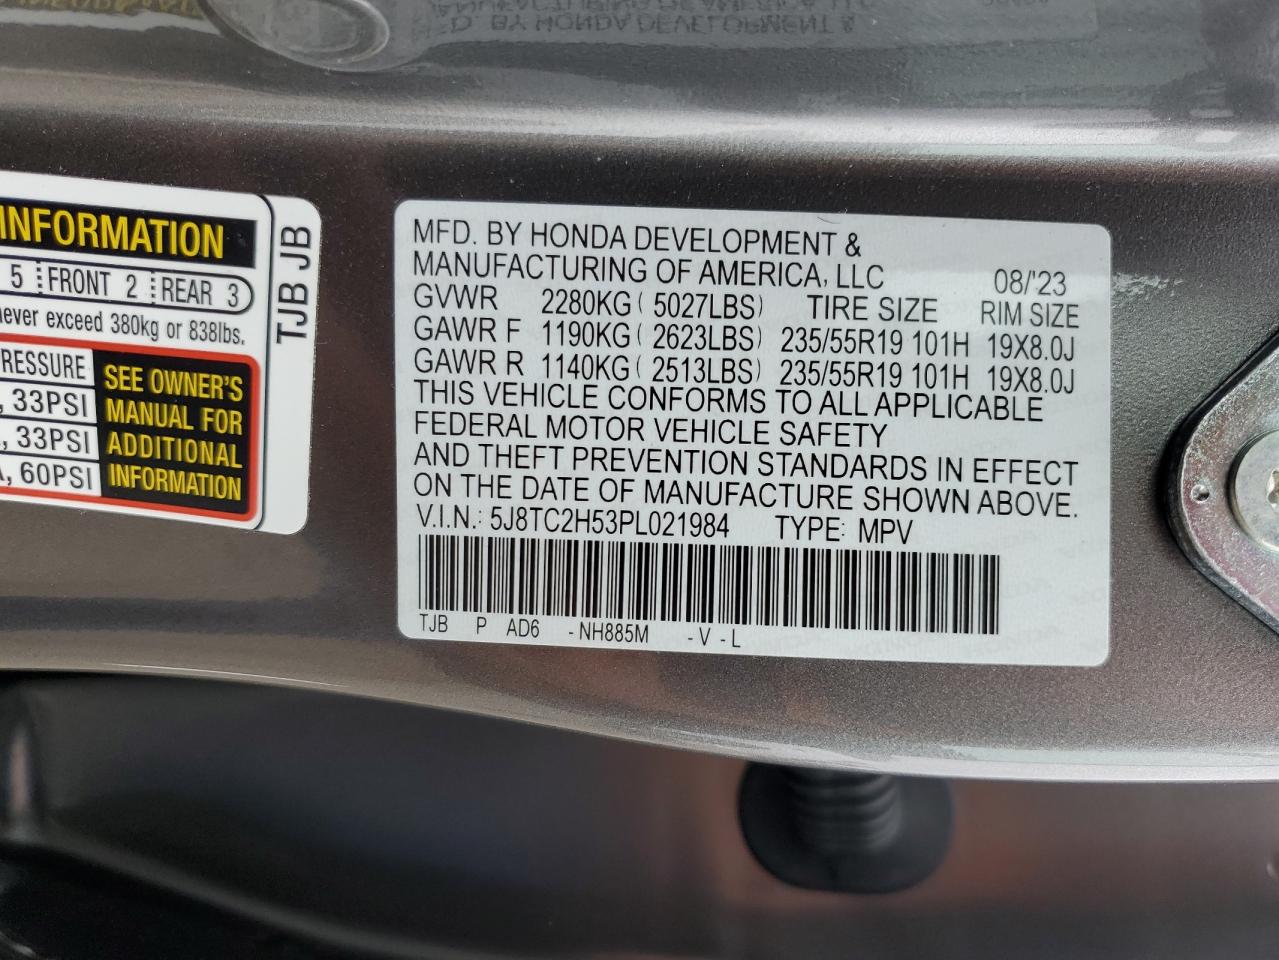 INFORMATION
5 FRONT 2 REAR 3
never exceed 380kg or 838lbs.
RESSURE
, 33PSI
, 33PSI
, 60PSI
SEE OWNER'S
MANUAL FOR
ADDITIONAL
INFORMATION
TJB JB
MFD. BY HONDA DEVELOPMENT &
MANUFACTURING OF AMERICA, LLC 08/'23
GVWR 2280KG ( 5027LBS) TIRE SIZE RIM SIZE
GAWR F 1190KG ( 2623LBS) 235/55R19 101H 19X8.0J
GAWR R 1140KG ( 2513LBS) 235/55R19 101H 19X8.0J
THIS VEHICLE CONFORMS TO ALL APPLICABLE
FEDERAL MOTOR VEHICLE SAFETY
AND THEFT PREVENTION STANDARDS IN EFFECT
ON THE DATE OF MANUFACTURE SHOWN ABOVE.
V.I.N.: 5J8TC2H53PL021984 TYPE: MPV
TJB P AD6 -NH885M -V -L